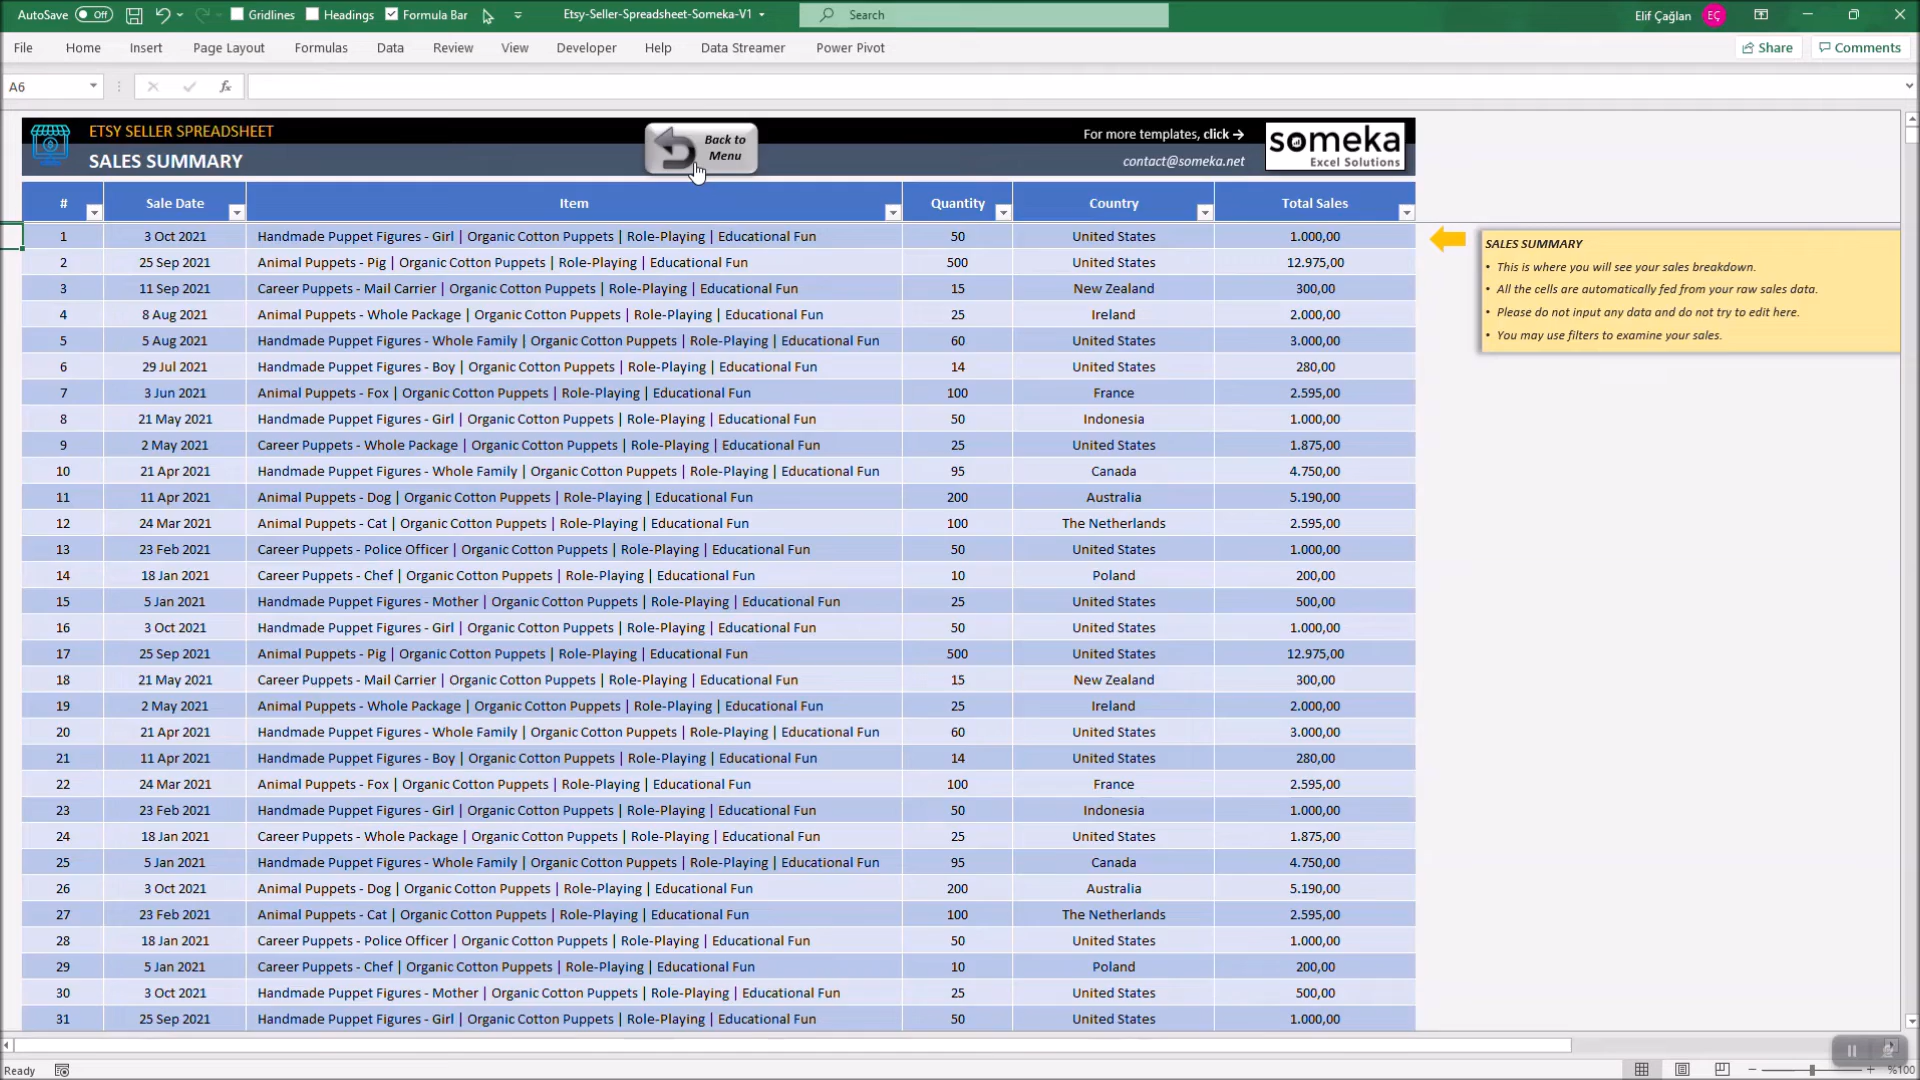 AutoSave Off Gridlines Headings Formula Bar Etsy-Seller-Spreadsheet-Someka-V1 Search Elif Çağlan EÇ
File Home Insert Page Layout Formulas Data Review View Developer Help Data Streamer Power Pivot Share Comments
A6 fx
ETSY SELLER SPREADSHEET
SALES SUMMARY
Back to
Menu
For more templates, click →
contact@someka.net
someka
Excel Solutions
# Sale Date Item Quantity Country Total Sales
1 3 Oct 2021 Handmade Puppet Figures - Girl | Organic Cotton Puppets | Role-Playing | Educational Fun 50 United States 1.000,00
2 25 Sep 2021 Animal Puppets - Pig | Organic Cotton Puppets | Role-Playing | Educational Fun 500 United States 12.975,00
3 11 Sep 2021 Career Puppets - Mail Carrier | Organic Cotton Puppets | Role-Playing | Educational Fun 15 New Zealand 300,00
4 8 Aug 2021 Animal Puppets - Whole Package | Organic Cotton Puppets | Role-Playing | Educational Fun 25 Ireland 2.000,00
5 5 Aug 2021 Handmade Puppet Figures - Whole Family | Organic Cotton Puppets | Role-Playing | Educational Fun 60 United States 3.000,00
6 29 Jul 2021 Handmade Puppet Figures - Boy | Organic Cotton Puppets | Role-Playing | Educational Fun 14 United States 280,00
7 3 Jun 2021 Animal Puppets - Fox | Organic Cotton Puppets | Role-Playing | Educational Fun 100 France 2.595,00
8 21 May 2021 Handmade Puppet Figures - Girl | Organic Cotton Puppets | Role-Playing | Educational Fun 50 Indonesia 1.000,00
9 2 May 2021 Career Puppets - Whole Package | Organic Cotton Puppets | Role-Playing | Educational Fun 25 United States 1.875,00
10 21 Apr 2021 Handmade Puppet Figures - Whole Family | Organic Cotton Puppets | Role-Playing | Educational Fun 95 Canada 4.750,00
11 11 Apr 2021 Animal Puppets - Dog | Organic Cotton Puppets | Role-Playing | Educational Fun 200 Australia 5.190,00
12 24 Mar 2021 Animal Puppets - Cat | Organic Cotton Puppets | Role-Playing | Educational Fun 100 The Netherlands 2.595,00
13 23 Feb 2021 Career Puppets - Police Officer | Organic Cotton Puppets | Role-Playing | Educational Fun 50 United States 1.000,00
14 18 Jan 2021 Career Puppets - Chef | Organic Cotton Puppets | Role-Playing | Educational Fun 10 Poland 200,00
15 5 Jan 2021 Handmade Puppet Figures - Mother | Organic Cotton Puppets | Role-Playing | Educational Fun 25 United States 500,00
16 3 Oct 2021 Handmade Puppet Figures - Girl | Organic Cotton Puppets | Role-Playing | Educational Fun 50 United States 1.000,00
17 25 Sep 2021 Animal Puppets - Pig | Organic Cotton Puppets | Role-Playing | Educational Fun 500 United States 12.975,00
18 21 May 2021 Career Puppets - Mail Carrier | Organic Cotton Puppets | Role-Playing | Educational Fun 15 New Zealand 300,00
19 2 May 2021 Animal Puppets - Whole Package | Organic Cotton Puppets | Role-Playing | Educational Fun 25 Ireland 2.000,00
20 21 Apr 2021 Handmade Puppet Figures - Whole Family | Organic Cotton Puppets | Role-Playing | Educational Fun 60 United States 3.000,00
21 11 Apr 2021 Handmade Puppet Figures - Boy | Organic Cotton Puppets | Role-Playing | Educational Fun 14 United States 280,00
22 24 Mar 2021 Animal Puppets - Fox | Organic Cotton Puppets | Role-Playing | Educational Fun 100 France 2.595,00
23 23 Feb 2021 Handmade Puppet Figures - Girl | Organic Cotton Puppets | Role-Playing | Educational Fun 50 Indonesia 1.000,00
24 18 Jan 2021 Career Puppets - Whole Package | Organic Cotton Puppets | Role-Playing | Educational Fun 25 United States 1.875,00
25 5 Jan 2021 Handmade Puppet Figures - Whole Family | Organic Cotton Puppets | Role-Playing | Educational Fun 95 Canada 4.750,00
26 3 Oct 2021 Animal Puppets - Dog | Organic Cotton Puppets | Role-Playing | Educational Fun 200 Australia 5.190,00
27 23 Feb 2021 Animal Puppets - Cat | Organic Cotton Puppets | Role-Playing | Educational Fun 100 The Netherlands 2.595,00
28 18 Jan 2021 Career Puppets - Police Officer | Organic Cotton Puppets | Role-Playing | Educational Fun 50 United States 1.000,00
29 5 Jan 2021 Career Puppets - Chef | Organic Cotton Puppets | Role-Playing | Educational Fun 10 Poland 200,00
30 3 Oct 2021 Handmade Puppet Figures - Mother | Organic Cotton Puppets | Role-Playing | Educational Fun 25 United States 500,00
31 25 Sep 2021 Handmade Puppet Figures - Girl | Organic Cotton Puppets | Role-Playing | Educational Fun 50 United States 1.000,00
SALES SUMMARY
• This is where you will see your sales breakdown.
• All the cells are automatically fed from your raw sales data.
• Please do not input any data and do not try to edit here.
• You may use filters to examine your sales.
Ready %100